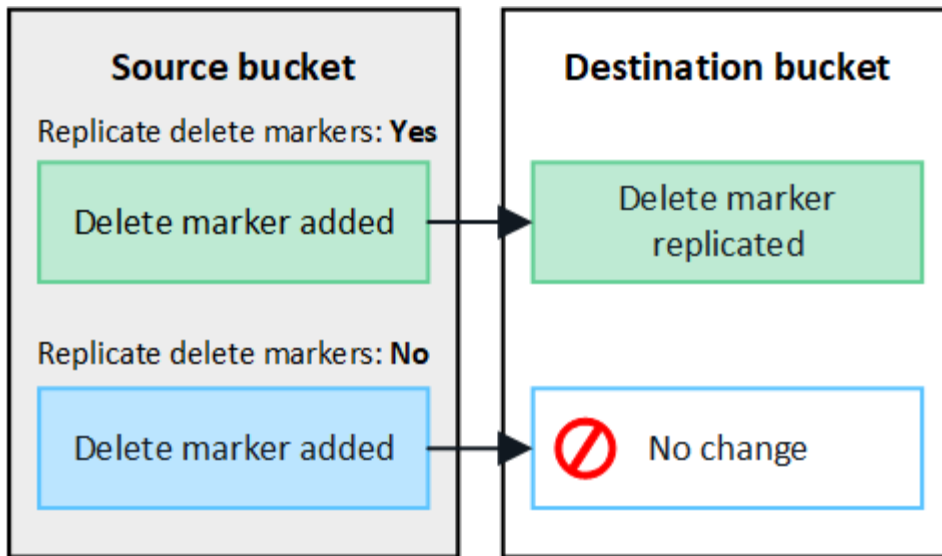 Source bucket
Destination bucket
Replicate delete markers: Yes
Delete marker added
Delete marker
replicated
Replicate delete markers: No
Delete marker added
No change